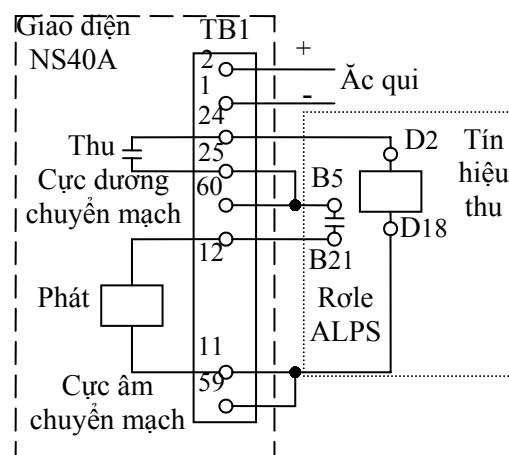 Giao diện
NS40A
TB1
2
+
1
Ăc qui
-
24
D2
Tín
hiệu
thu
Thu
25
Cực dương
chuyển mạch
60
B5
D18
12
B21
Phát
Rơle
ALPS
11
Cực âm
chuyển mạch
59